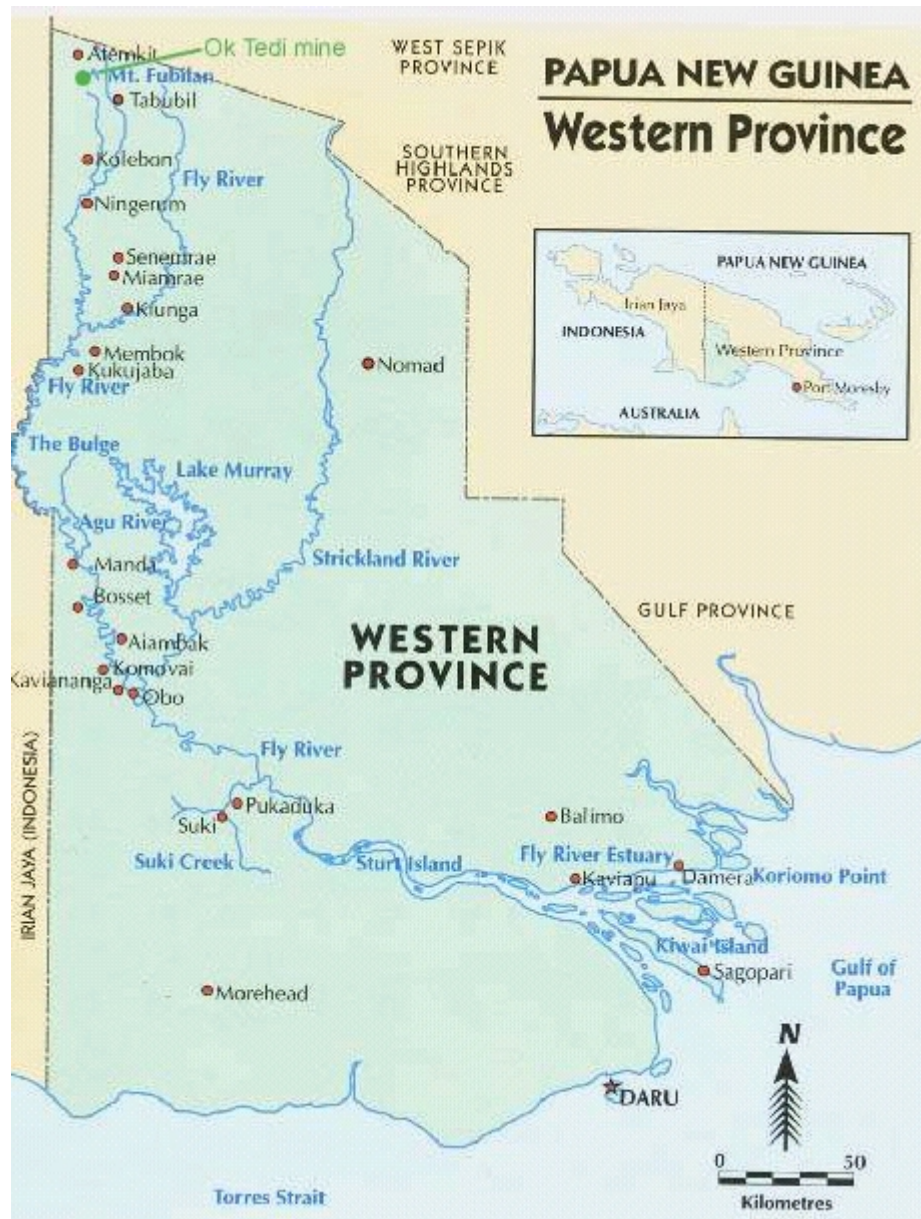 PAPUA NEW GUINEA
Western Province
WEST SEPIK
PROVINCE
SOUTHERN
HIGHLANDS
PROVINCE
Ok Tedi mine
Atemkit
Mt. Fubilan
Tabubil
Kolebon
Fly River
Ningerum
Senemrae
Miamrae
Kiunga
Membok
Kukujaba
Fly River
Nomad
The Bulge
Lake Murray
Agu River
Manda
Strickland River
Bosset
Aiambak
Komovai
Kaviananga
Obo
WESTERN
PROVINCE
GULF PROVINCE
PAPUA NEW GUINEA
Irian Jaya
INDONESIA
Western Province
Port Moresby
AUSTRALIA
IRIAN JAYA (INDONESIA)
Fly River
Pukaduka
Suki
Suki Creek
Sturt Island
Balimo
Fly River Estuary
Kaviapu
Damera
Koriomo Point
Kiwai Island
Sagopari
Gulf of
Papua
Morehead
DARU
N
0 50
Kilometres
Torres Strait